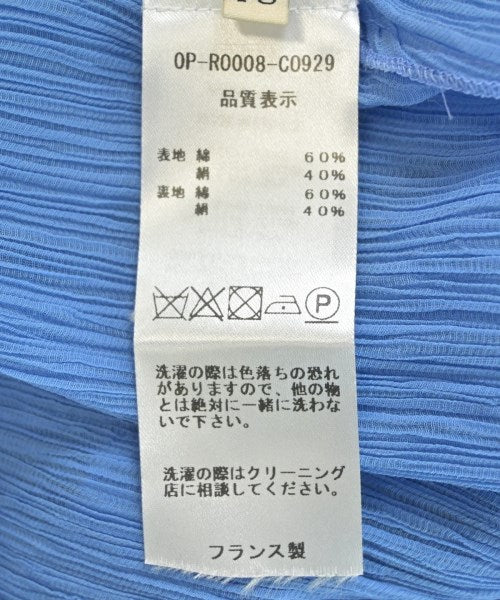 OP-R0008-C0929
品質表示
表地 綿 60%
絹 40%
裏地 綿 60%
絹 40%
P
洗濯の際は色落ちの恐れ
がありますので、他の物
とは絶対に一緒に洗わな
いで下さい。
洗濯の際はクリーニング
店に相談してください。
フランス製